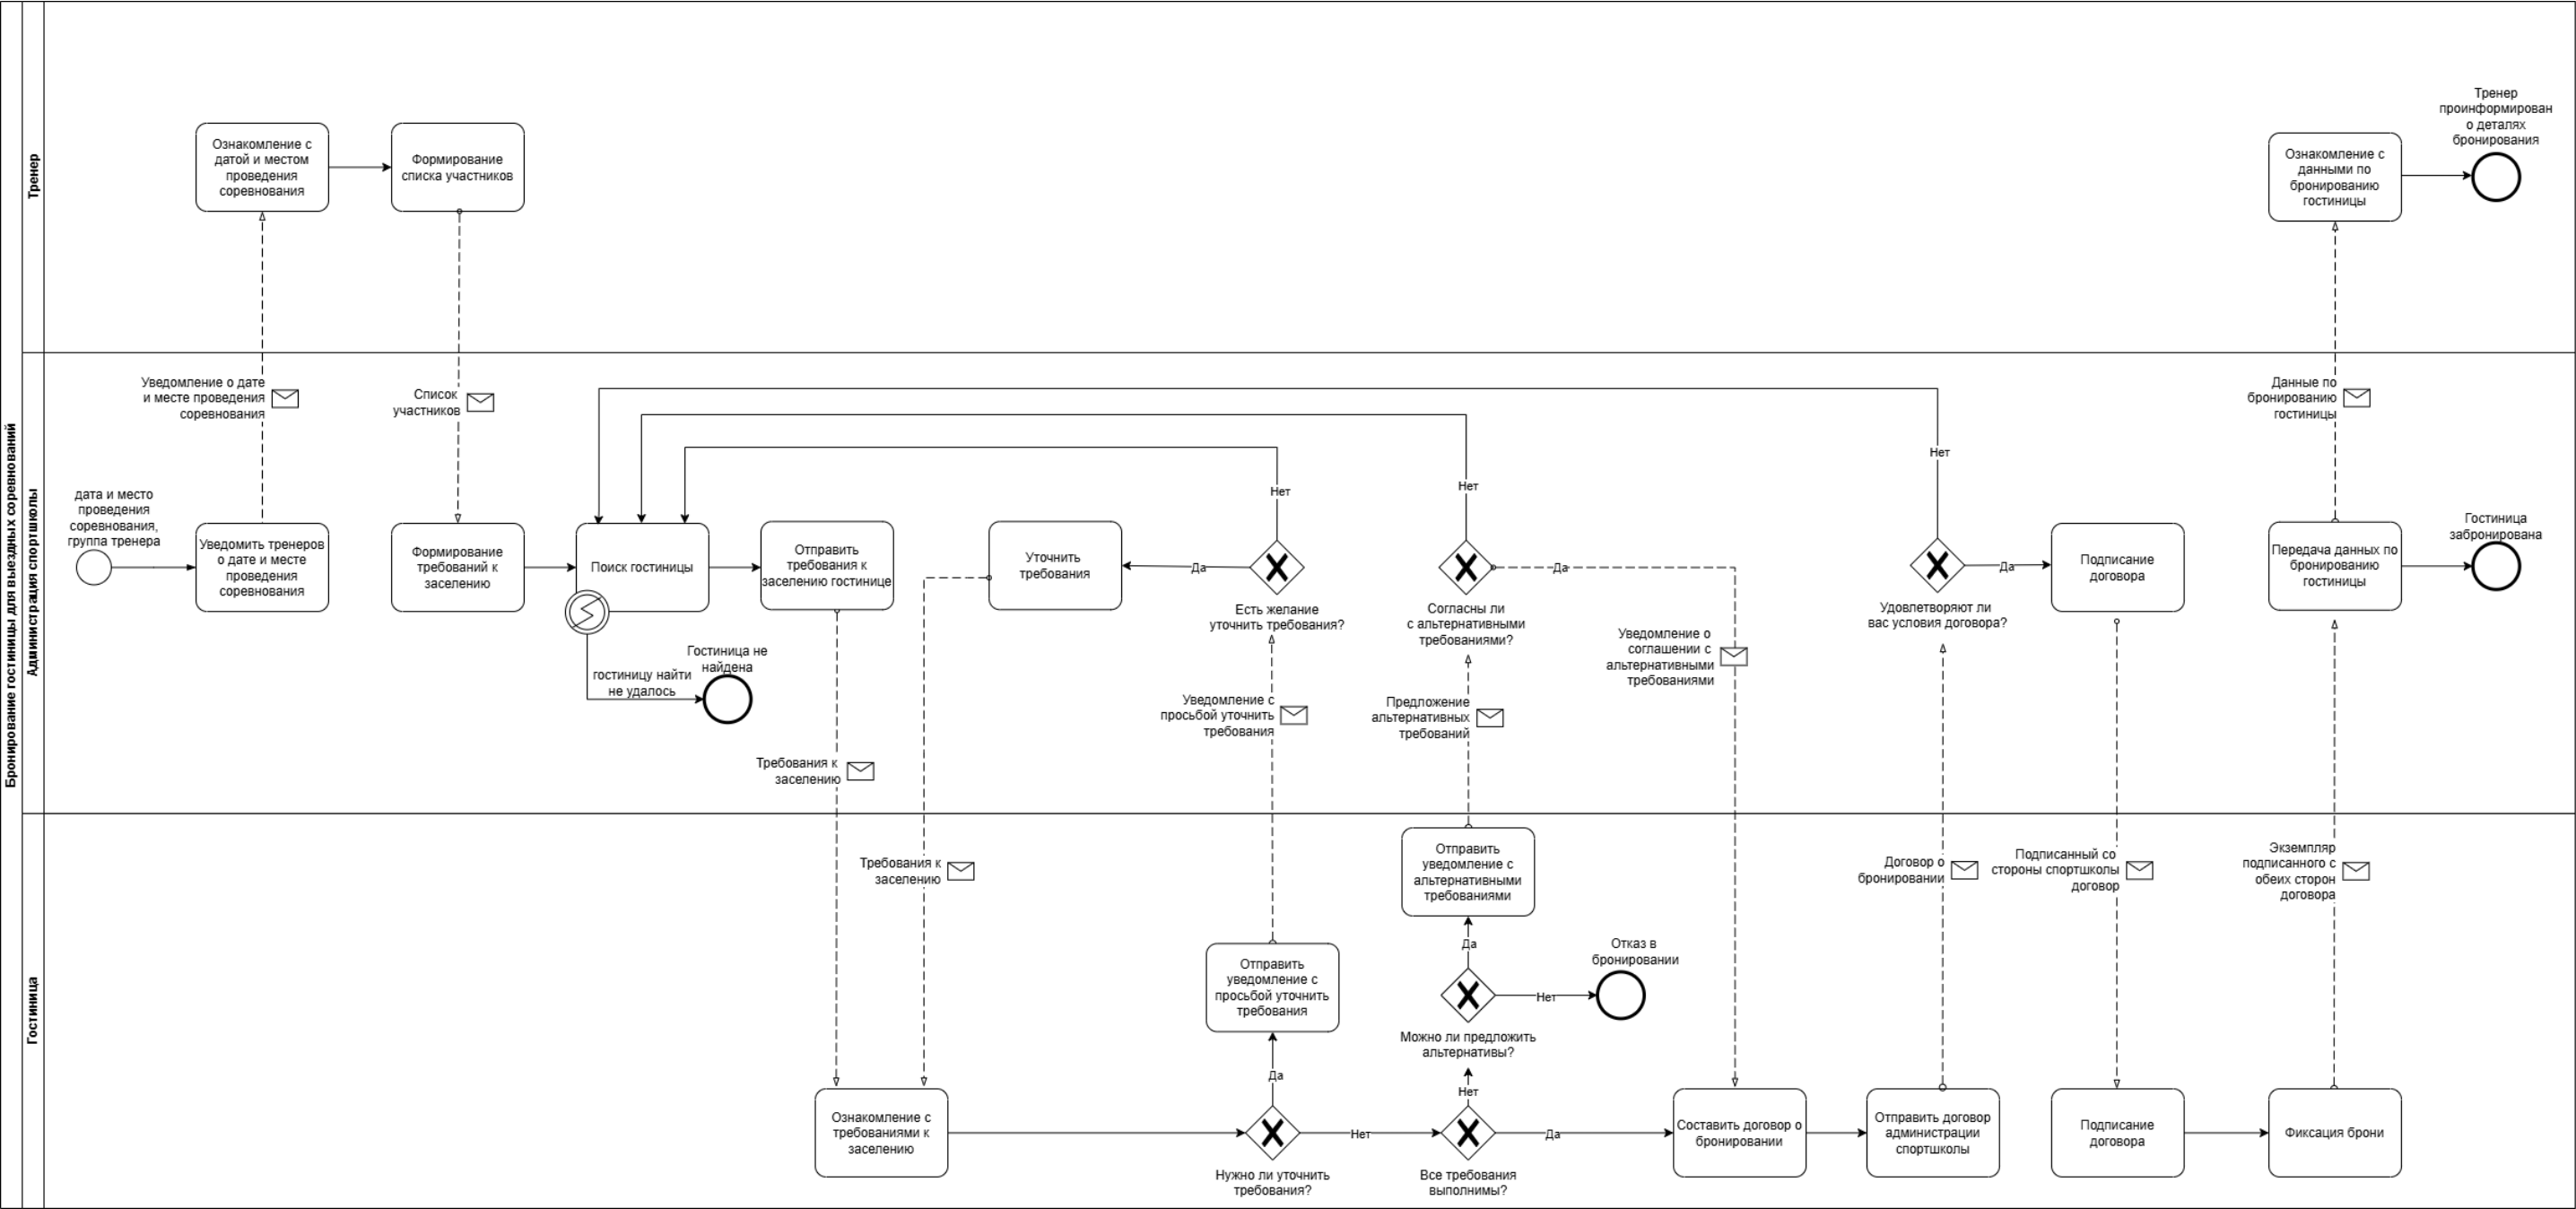 Бронирование гостиницы для выездных соревнований
Тренер
Ознакомление с
датой и местом
проведения
соревнования
Формирование
списка участников
Ознакомление с
данными по
бронированию
гостиницы
Тренер
проинформирован
о деталях
бронирования
Администрация спортшколы
Уведомление о дате
и месте проведения
соревнования
Список
участников
Данные по
бронированию
гостиницы
дата и место
проведения
соревнования,
группа тренера
Уведомить тренеров
о дате и месте
проведения
соревнования
Формирование
требований к
заселению
Поиск гостиницы
гостиницу найти
не удалось
Гостиница не
найдена
Отправить
требования к
заселению гостинице
Требования к
заселению
Уточнить
требования
Да
Нет
Есть желание
уточнить требования?
Уведомление с
просьбой уточнить
требования
Нет
Да
Согласны ли
с альтернативными
требованиями?
Предложение
альтернативных
требований
Уведомление о
соглашении с
альтернативными
требованиями
Нет
Да
Удовлетворяют ли
вас условия договора?
Подписание
договора
Передача данных по
бронированию
гостиницы
Гостиница
забронирована
Гостиница
Требования к
заселению
Ознакомление с
требованиями к
заселению
Отправить
уведомление с
просьбой уточнить
требования
Да
Нет
Нужно ли уточнить
требования?
Отправить
уведомление с
альтернативными
требованиями
Да
Нет
Отказ в
бронировании
Можно ли предложить
альтернативы?
Нет
Да
Все требования
выполнимы?
Составить договор о
бронировании
Договор о
бронировании
Отправить договор
администрации
спортшколы
Подписанный со
стороны спортшколы
договор
Подписание
договора
Экземпляр
подписанного с
обеих сторон
договора
Фиксация брони